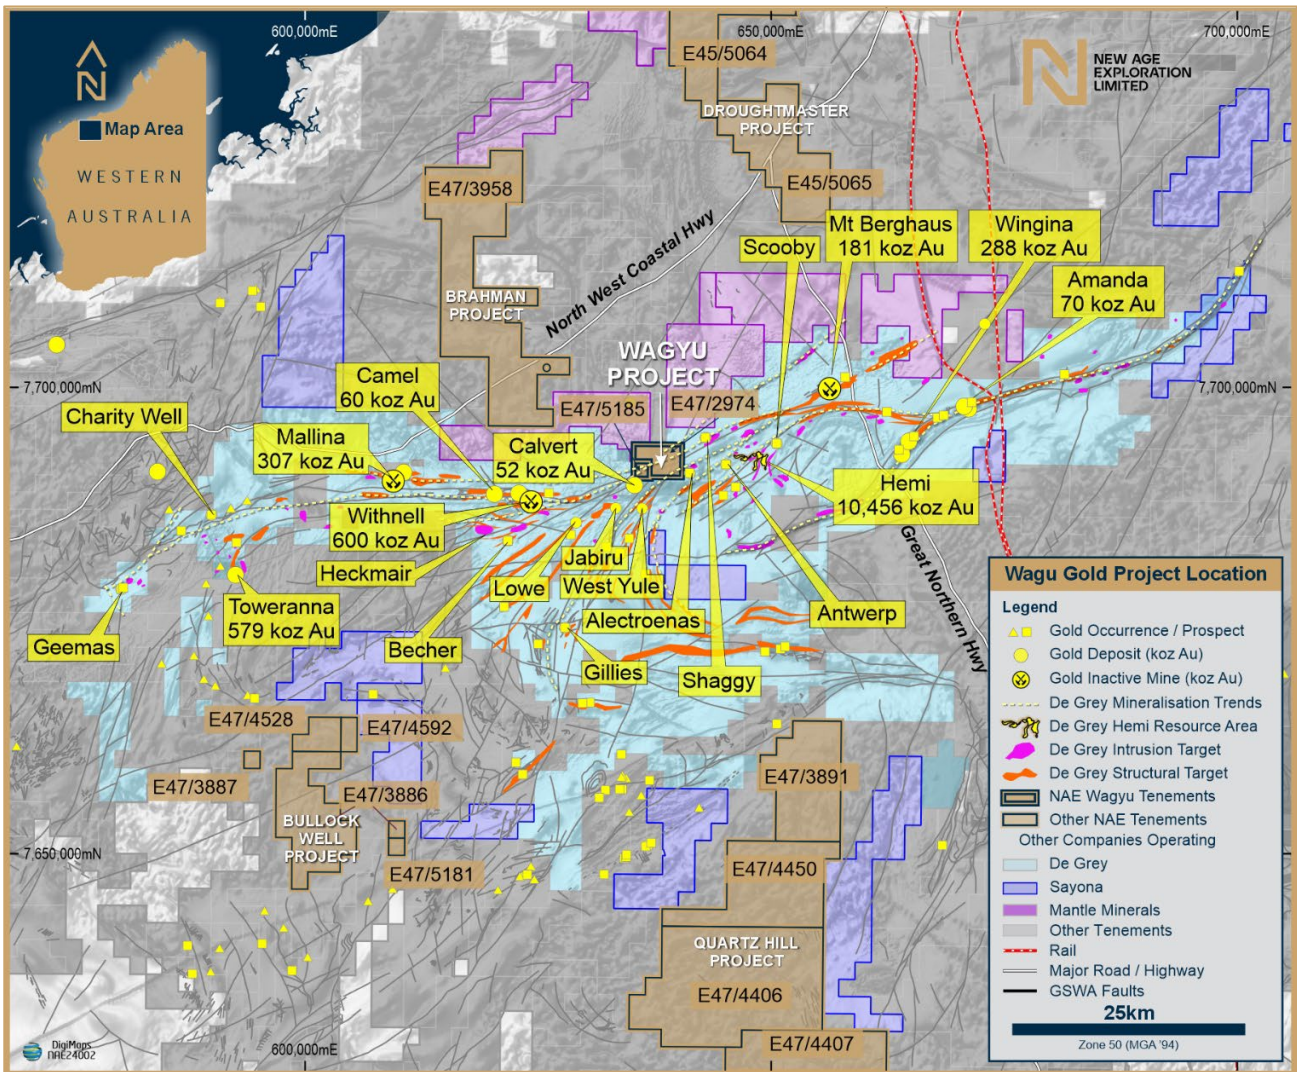 600,000mE
650,000mE
700,000mE
N
Map Area
WESTERN
AUSTRALIA
NEW AGE
EXPLORATION
LIMITED
E45/5064
DROUGHTMASTER
PROJECT
E47/3958
E45/5065
North West Coastal Hwy
Scooby
Mt Berghaus
181 koz Au
Wingina
288 koz Au
Amanda
70 koz Au
BRAHMAN
PROJECT
WAGYU
PROJECT
7,700,000mN
7,700,000mN
Camel
60 koz Au
E47/5185
E47/2974
Charity Well
Mallina
307 koz Au
Calvert
52 koz Au
Hemi
10,456 koz Au
Withnell
600 koz Au
Heckmair
Jabiru
Lowe
West Yule
Great Northern Hwy
Toweranna
579 koz Au
Alectroenas
Antwerp
Geemas
Becher
Gillies
Shaggy
E47/4528
E47/4592
E47/3887
E47/3886
E47/3891
BULLOCK
WELL
PROJECT
7,650,000mN
E47/5181
E47/4450
QUARTZ HILL
PROJECT
E47/4406
E47/4407
600,000mE
DigiMaps
NAE24002
Wagu Gold Project Location
Legend
Gold Occurrence / Prospect
Gold Deposit (koz Au)
Gold Inactive Mine (koz Au)
De Grey Mineralisation Trends
De Grey Hemi Resource Area
De Grey Intrusion Target
De Grey Structural Target
NAE Wagyu Tenements
Other NAE Tenements
Other Companies Operating
De Grey
Sayona
Mantle Minerals
Other Tenements
Rail
Major Road / Highway
GSWA Faults
25km
Zone 50 (MGA '94)